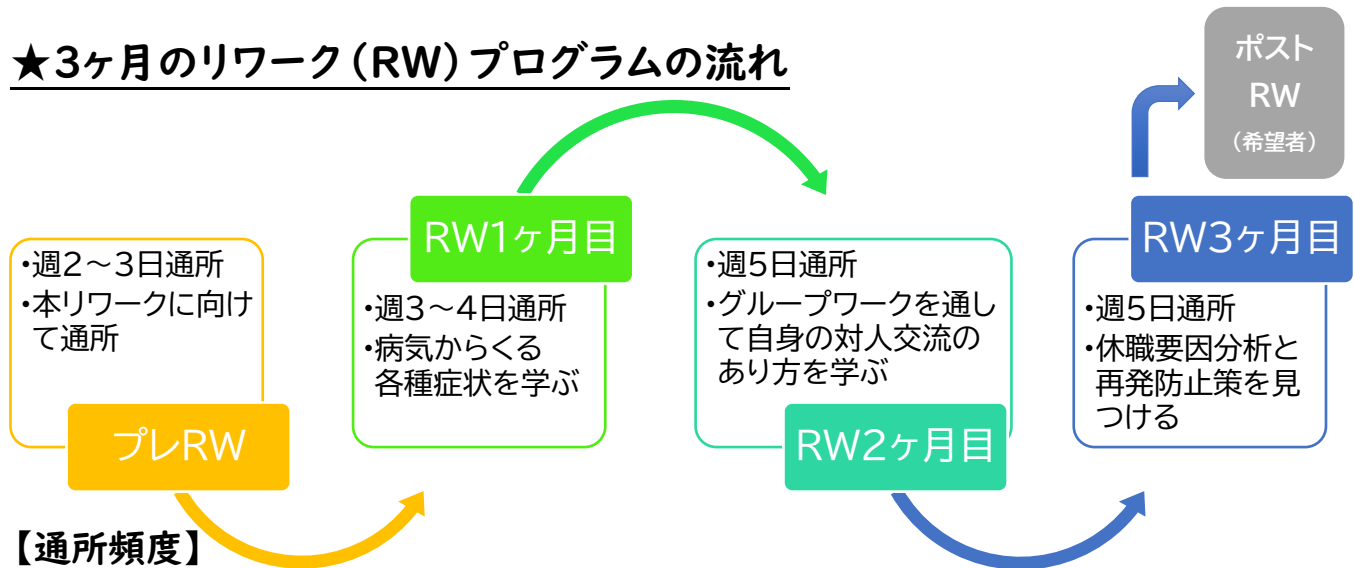 ★3ヶ月のリワーク(RW)プログラムの流れ
ポスト
RW
(希望者)
・週2~3日通所
・本リワークに向け
て通所
プレRW
RW1ヶ月目
・週3~4日通所
・病気からくる
各種症状を学ぶ
・週5日通所
・グループワークを通し
て自身の対人交流の
あり方を学ぶ
RW2ヶ月目
RW3ヶ月目
・週5日通所
・休職要因分析と
再発防止策を見
つける
【通所頻度】